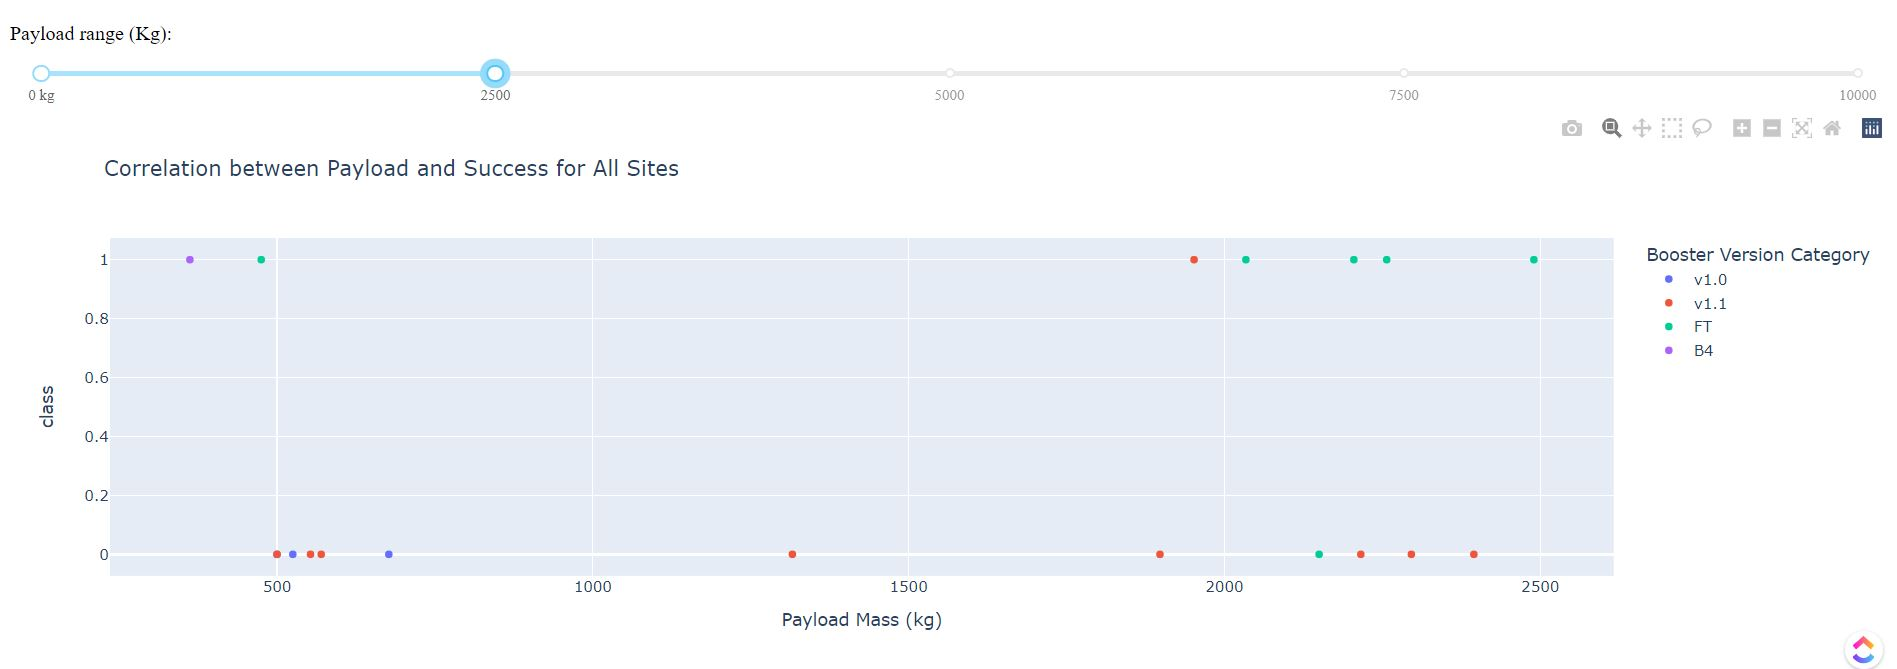 Payload range (Kg):
0 kg 2500 5000 7500 10000
Correlation between Payload and Success for All Sites
Booster Version Category
v1.0
v1.1
FT
B4
1
0.8
0.6
0.4
0.2
0
class
500 1000 1500 2000 2500
Payload Mass (kg)